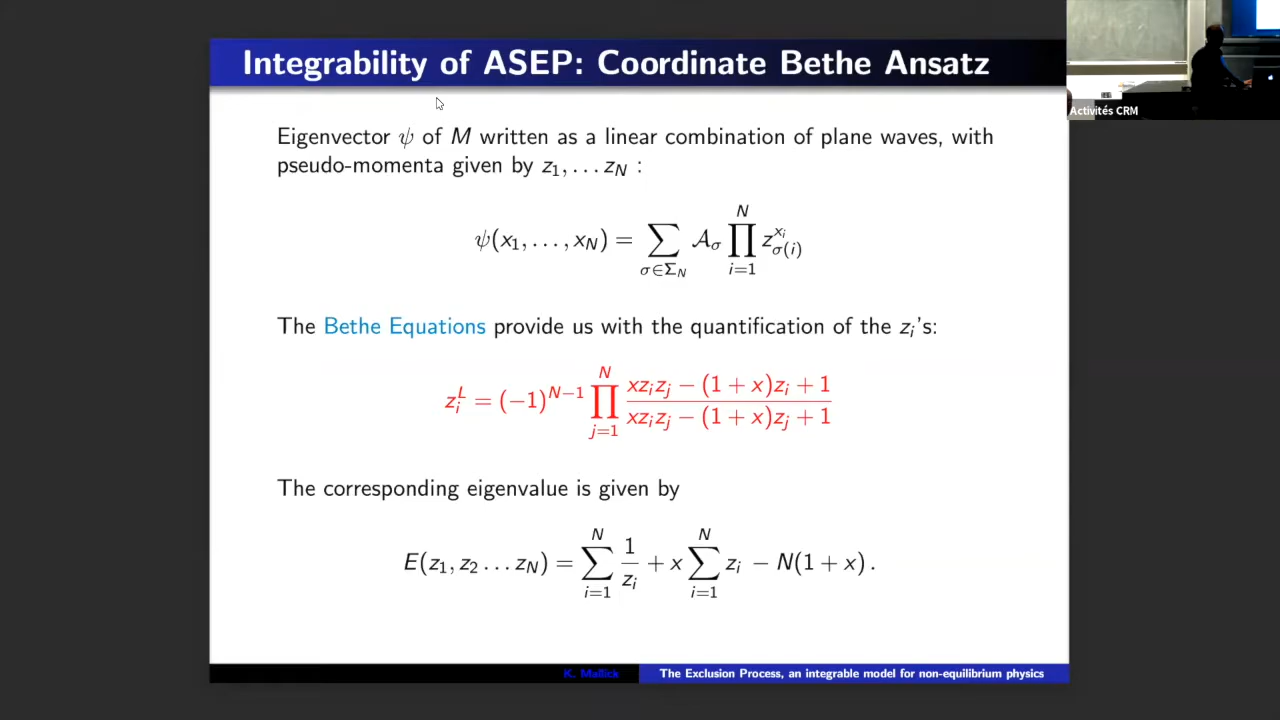 Integrability of ASEP: Coordinate Bethe Ansatz
Activités CRM
Eigenvector ψ of M written as a linear combination of plane waves, with
pseudo-momenta given by z₁, . . . z_N :
ψ(x₁, . . . , x_N) = ∑_{σ∈Σ_N} 𝒜_σ ∏_{i=1}^{N} z_{σ(i)}^{x_i}
The Bethe Equations provide us with the quantification of the z_i's:
z_i^L = (−1)^{N−1} ∏_{j=1}^{N} (xz_iz_j − (1 + x)z_i + 1) / (xz_iz_j − (1 + x)z_j + 1)
The corresponding eigenvalue is given by
E(z₁, z₂ . . . z_N) = ∑_{i=1}^{N} 1/z_i + x ∑_{i=1}^{N} z_i − N(1 + x) .
K. Mallick
The Exclusion Process, an integrable model for non-equilibrium physics